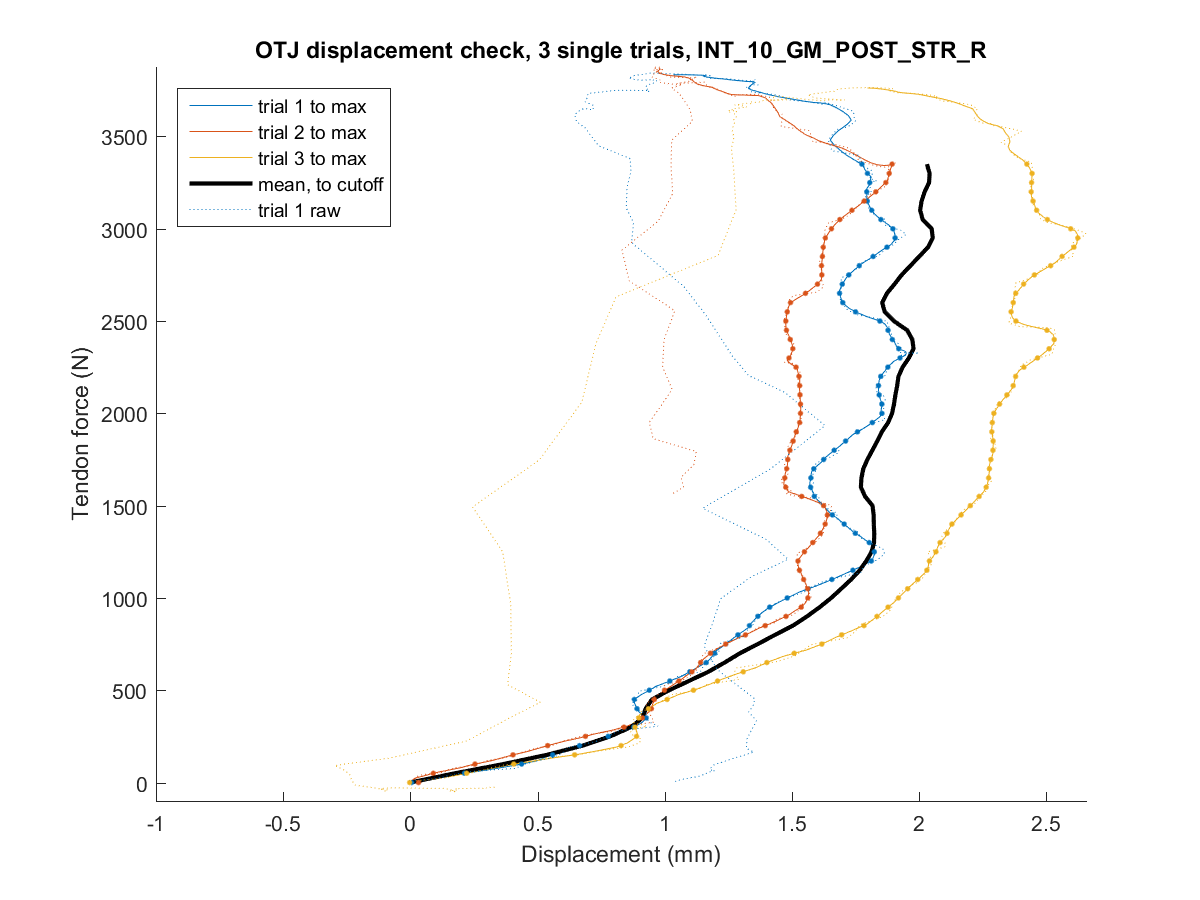 OTJ displacement check, 3 single trials, INT_10_GM_POST_STR_R
trial 1 to max
trial 2 to max
trial 3 to max
mean, to cutoff
trial 1 raw
3500
3000
2500
2000
1500
1000
500
0
Tendon force (N)
-1
-0.5
0
0.5
1
1.5
2
2.5
Displacement (mm)